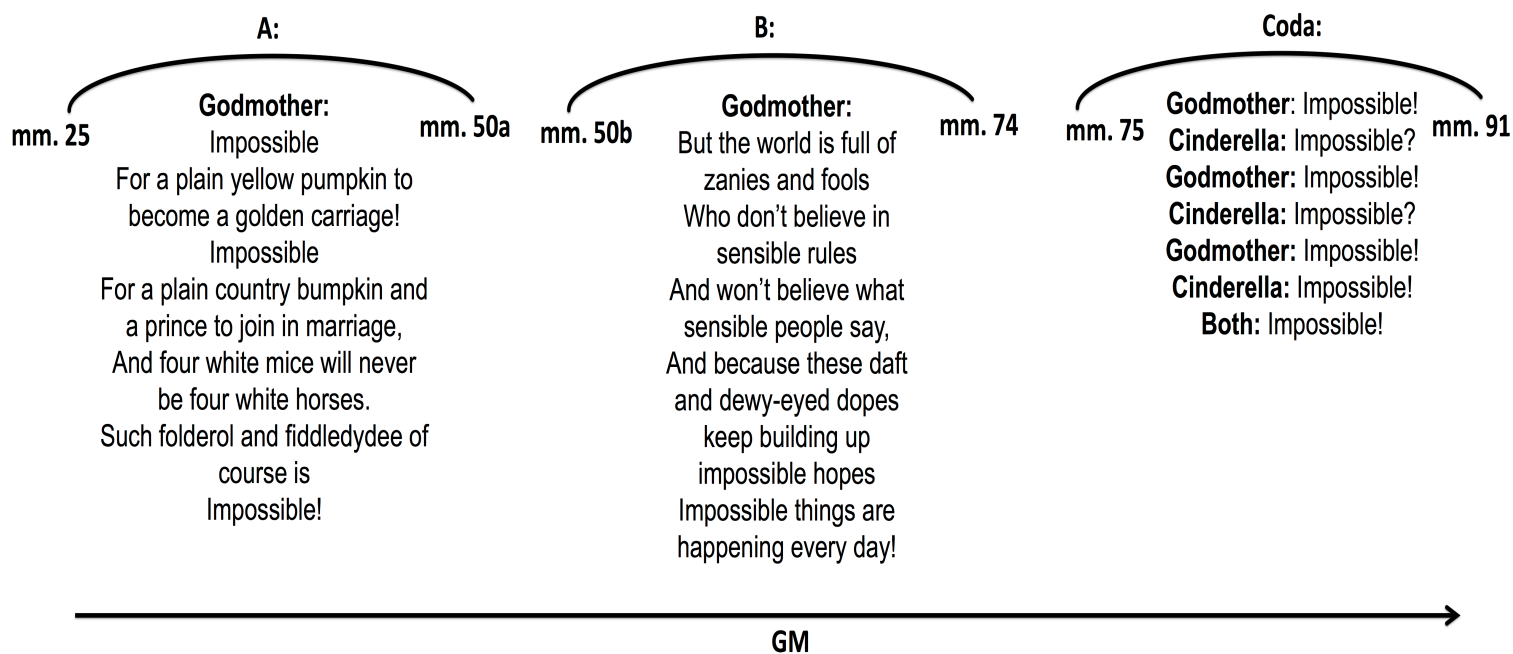 A:
mm. 25
mm. 50a
Godmother:
Impossible
For a plain yellow pumpkin to
become a golden carriage!
Impossible
For a plain country bumpkin and
a prince to join in marriage,
And four white mice will never
be four white horses.
Such folderol and fiddledydee of
course is
Impossible!
B:
mm. 50b
mm. 74
Godmother:
But the world is full of
zanies and fools
Who don’t believe in
sensible rules
And won’t believe what
sensible people say,
And because these daft
and dewy-eyed dopes
keep building up
impossible hopes
Impossible things are
happening every day!
Coda:
mm. 75
mm. 91
Godmother: Impossible!
Cinderella: Impossible?
Godmother: Impossible!
Cinderella: Impossible?
Godmother: Impossible!
Cinderella: Impossible!
Both: Impossible!
GM